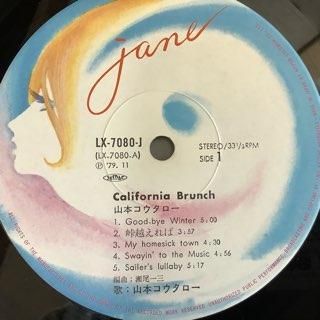 jane
LX-7080-J
(LX-7080-A)
Ⓟ '79. 11
STEREO/33⅓RPM
SIDE 1
California Brunch
山本コウタロー
1. Good-bye Winter 5:00
2. 峠越えれば 3:57
3. My homesick town 4:30
4. Swayin' to the Music 6:56
5. Sailer's lullaby 5:17
編曲：瀬尾一三
歌：山本コウタロー